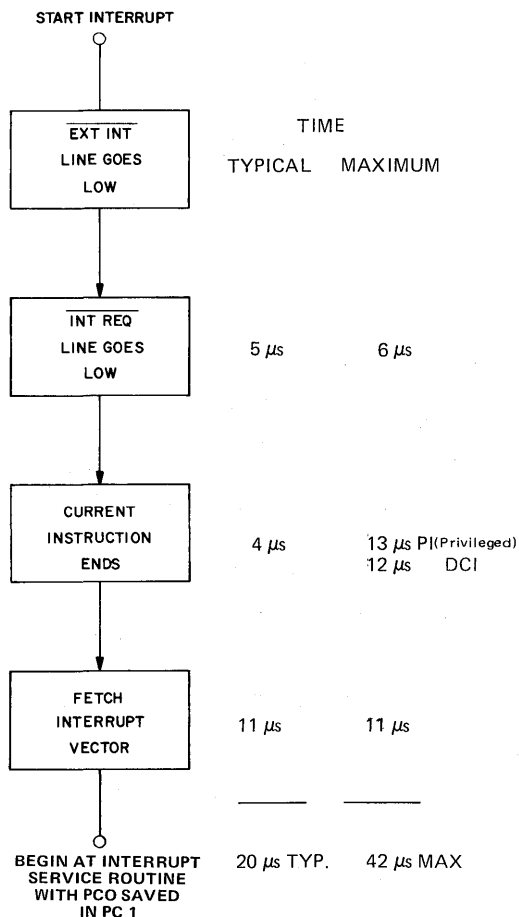 START INTERRUPT
EXT INT
LINE GOES
LOW
TIME
TYPICAL MAXIMUM
INT REQ
LINE GOES
LOW
5 µs 6 µs
CURRENT
INSTRUCTION
ENDS
4 µs 13 µs PI(Privileged)
12 µs DCI
FETCH
INTERRUPT
VECTOR
11 µs 11 µs
BEGIN AT INTERRUPT
SERVICE ROUTINE
WITH PCO SAVED
IN PC 1
20 µs TYP. 42 µs MAX